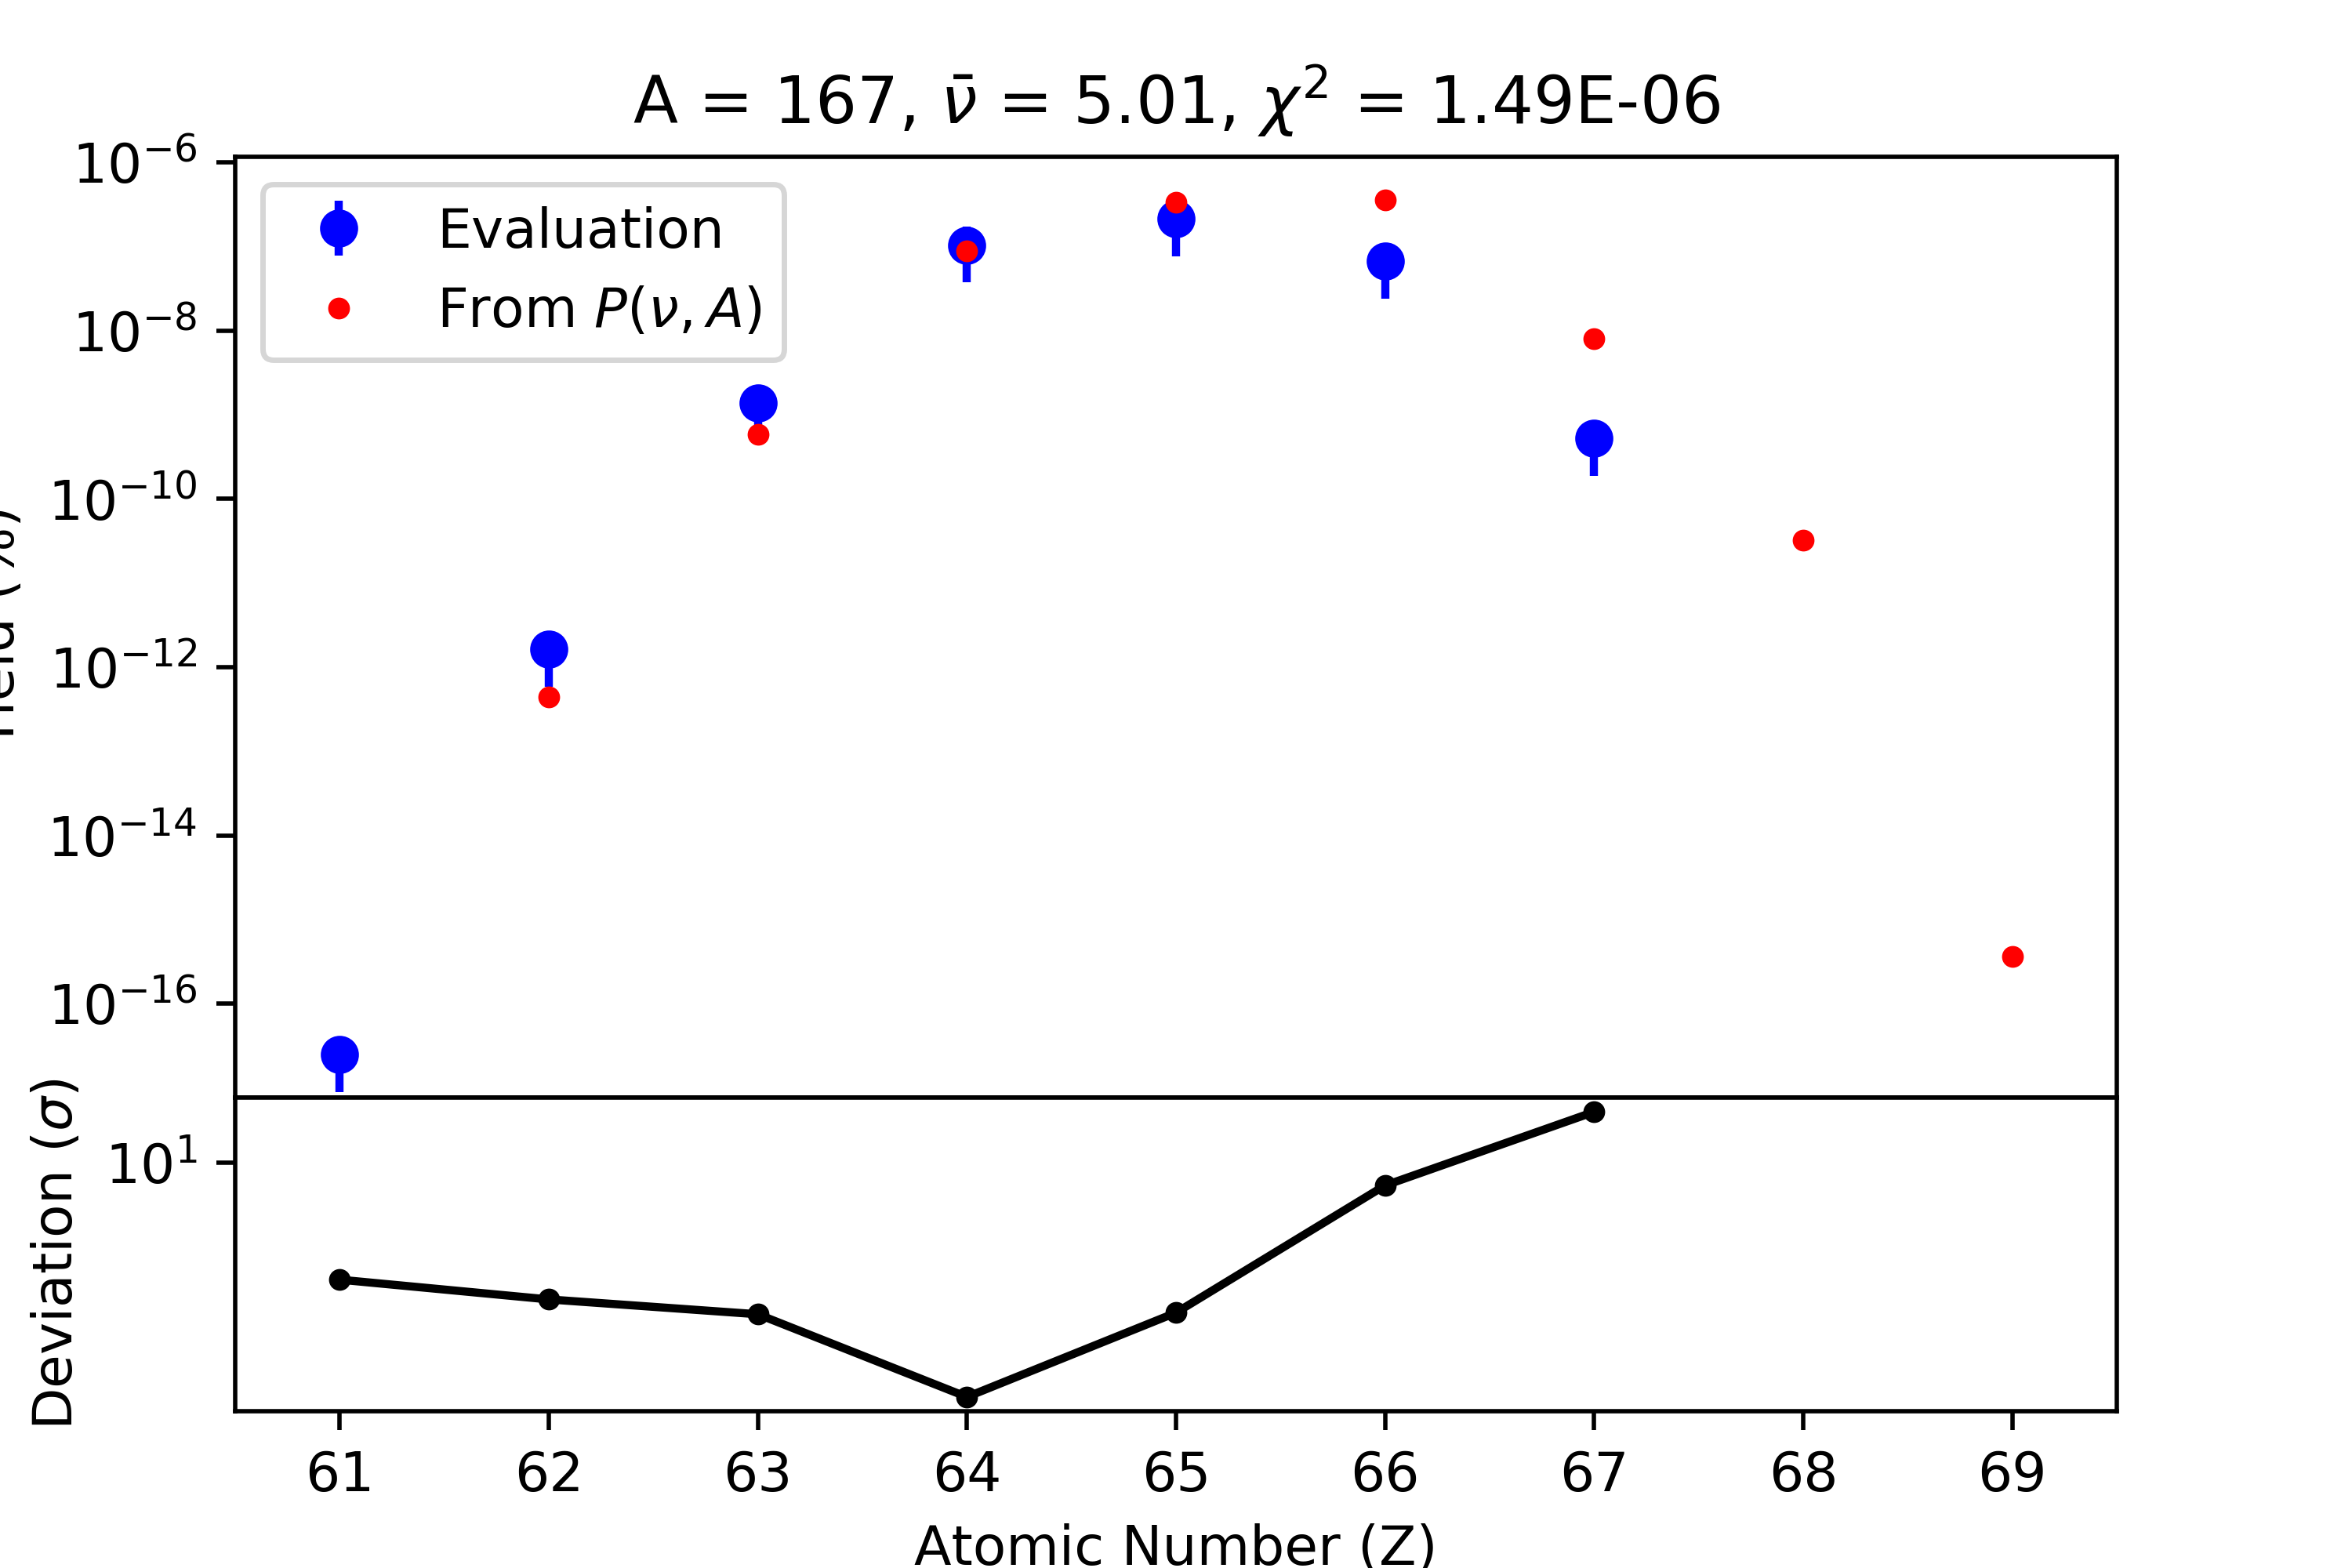 A = 167, ν̄ = 5.01, χ² = 1.49E-06
Evaluation
From P(ν, A)
10⁻⁶
10⁻⁸
10⁻¹⁰
10⁻¹²
10⁻¹⁴
10⁻¹⁶
(%)
10¹
Deviation (σ)
61 62 63 64 65 66 67 68 69
Atomic Number (Z)